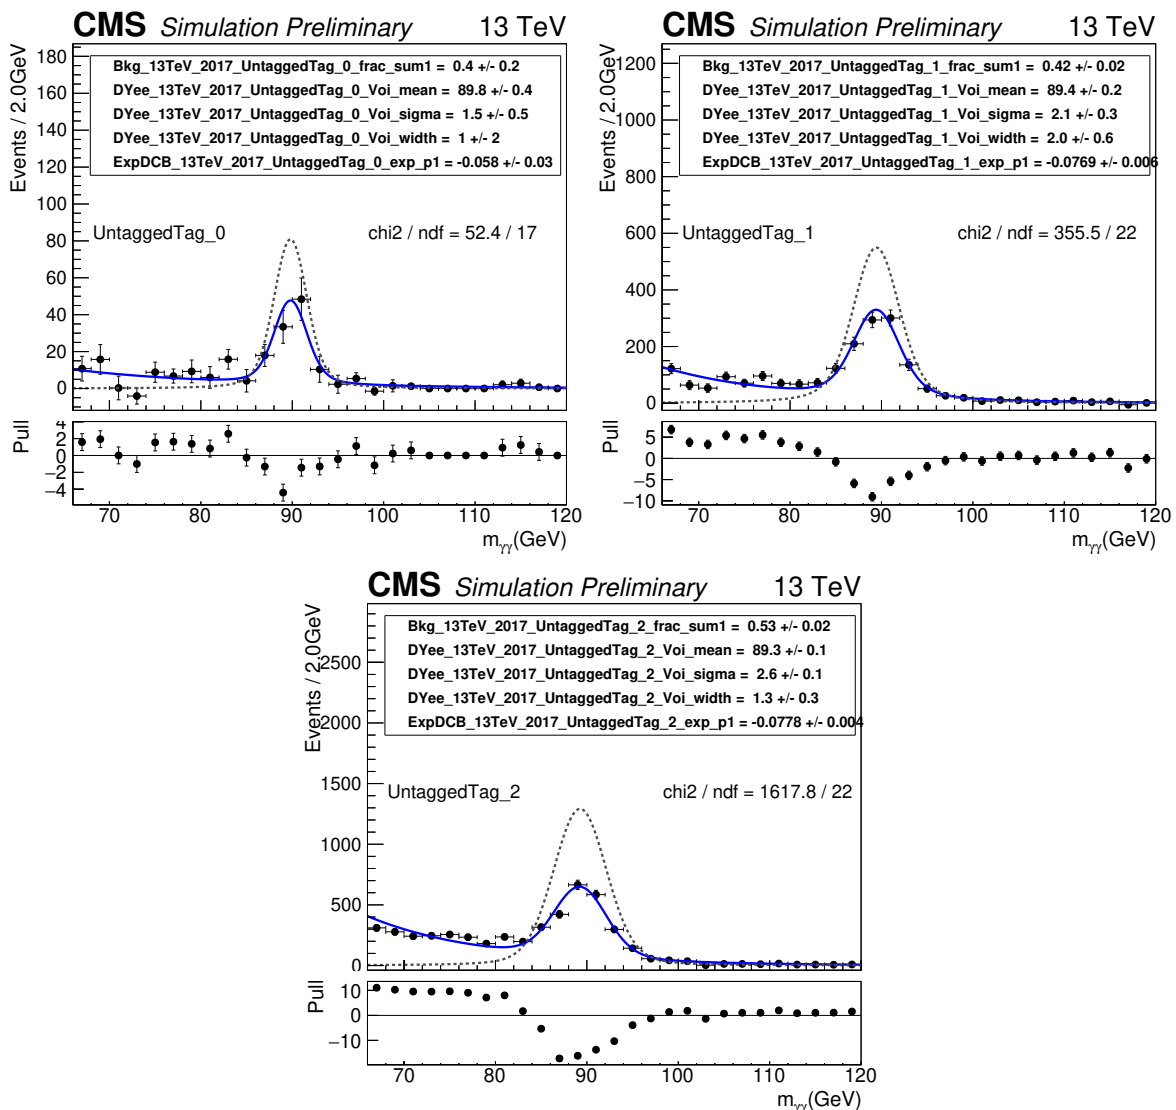 CMS Simulation Preliminary 13 TeV
Events / 2.0GeV
180
160
140
120
100
80
60
40
20
0
Bkg_13TeV_2017_UntaggedTag_0_frac_sum1 = 0.4 +/- 0.2
DYee_13TeV_2017_UntaggedTag_0_Voi_mean = 89.8 +/- 0.4
DYee_13TeV_2017_UntaggedTag_0_Voi_sigma = 1.5 +/- 0.5
DYee_13TeV_2017_UntaggedTag_0_Voi_width = 1 +/- 2
ExpDCB_13TeV_2017_UntaggedTag_0_exp_p1 = -0.058 +/- 0.03
UntaggedTag_0 chi2 / ndf = 52.4 / 17
Pull
4
2
0
−2
−4
70 80 90 100 110 120
mγγ(GeV)
CMS Simulation Preliminary 13 TeV
Events / 2.0GeV
1200
1000
800
600
400
200
0
Bkg_13TeV_2017_UntaggedTag_1_frac_sum1 = 0.42 +/- 0.02
DYee_13TeV_2017_UntaggedTag_1_Voi_mean = 89.4 +/- 0.2
DYee_13TeV_2017_UntaggedTag_1_Voi_sigma = 2.1 +/- 0.3
DYee_13TeV_2017_UntaggedTag_1_Voi_width = 2.0 +/- 0.6
ExpDCB_13TeV_2017_UntaggedTag_1_exp_p1 = -0.0769 +/- 0.006
UntaggedTag_1 chi2 / ndf = 355.5 / 22
Pull
5
0
−5
−10
70 80 90 100 110 120
mγγ(GeV)
CMS Simulation Preliminary 13 TeV
Events / 2.0GeV
2500
2000
1500
1000
500
0
Bkg_13TeV_2017_UntaggedTag_2_frac_sum1 = 0.53 +/- 0.02
DYee_13TeV_2017_UntaggedTag_2_Voi_mean = 89.3 +/- 0.1
DYee_13TeV_2017_UntaggedTag_2_Voi_sigma = 2.6 +/- 0.1
DYee_13TeV_2017_UntaggedTag_2_Voi_width = 1.3 +/- 0.3
ExpDCB_13TeV_2017_UntaggedTag_2_exp_p1 = -0.0778 +/- 0.004
UntaggedTag_2 chi2 / ndf = 1617.8 / 22
Pull
10
0
−10
70 80 90 100 110 120
mγγ(GeV)